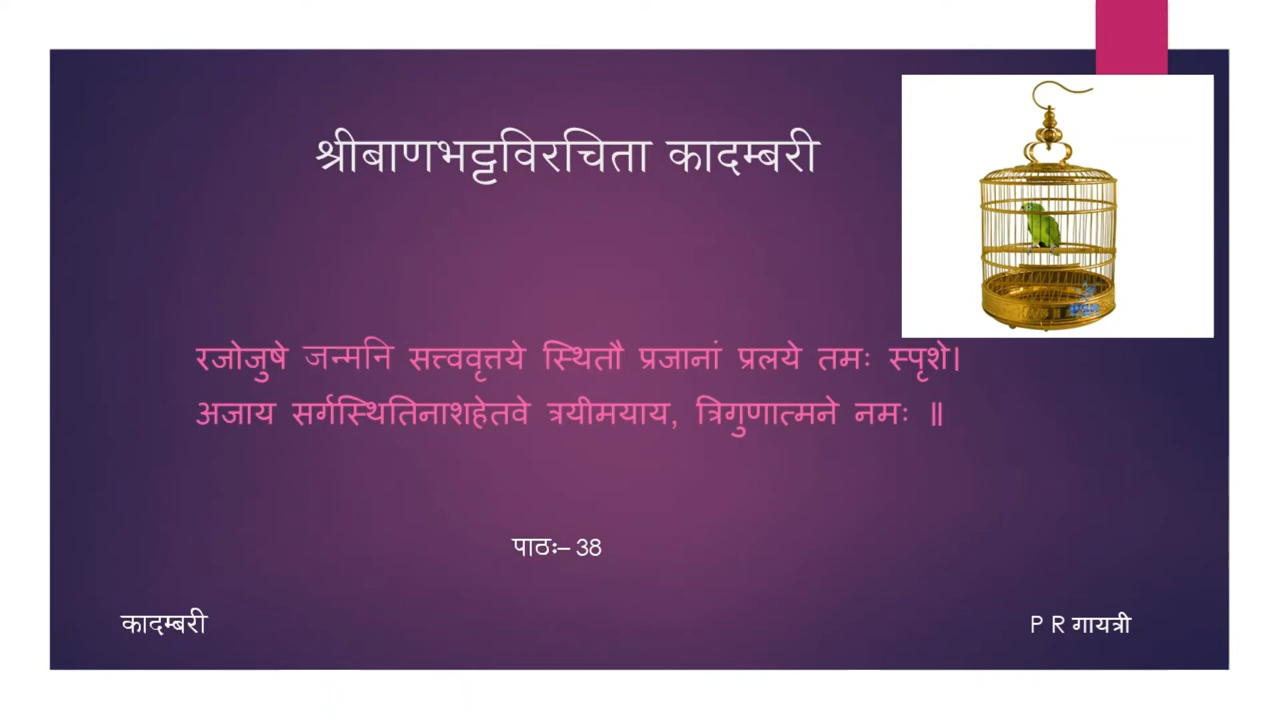 श्रीबाणभट्टविरचिता कादम्बरी
रजोजुषे जन्मनि सत्त्ववृत्तये स्थितौ प्रजानां प्रलये तमः स्पृशे।
अजाय सर्गस्थितिनाशहेतवे त्रयीमयाय, त्रिगुणात्मने नमः ॥
पाठः– 38
कादम्बरी
P R गायत्री